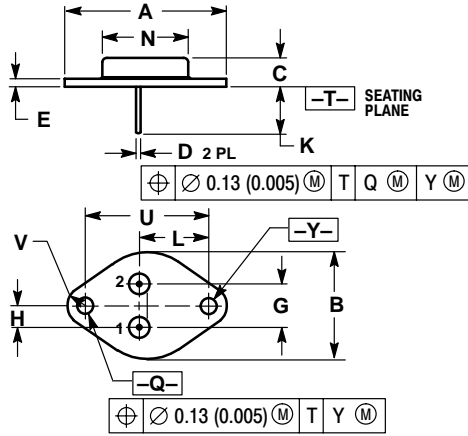 A
N
C
E
–T– SEATING PLANE
K
D 2 PL
⌖ ∅ 0.13 (0.005) Ⓜ T Q Ⓜ Y Ⓜ
U
V
L
–Y–
2
H
G
B
1
–Q–
⌖ ∅ 0.13 (0.005) Ⓜ T Y Ⓜ